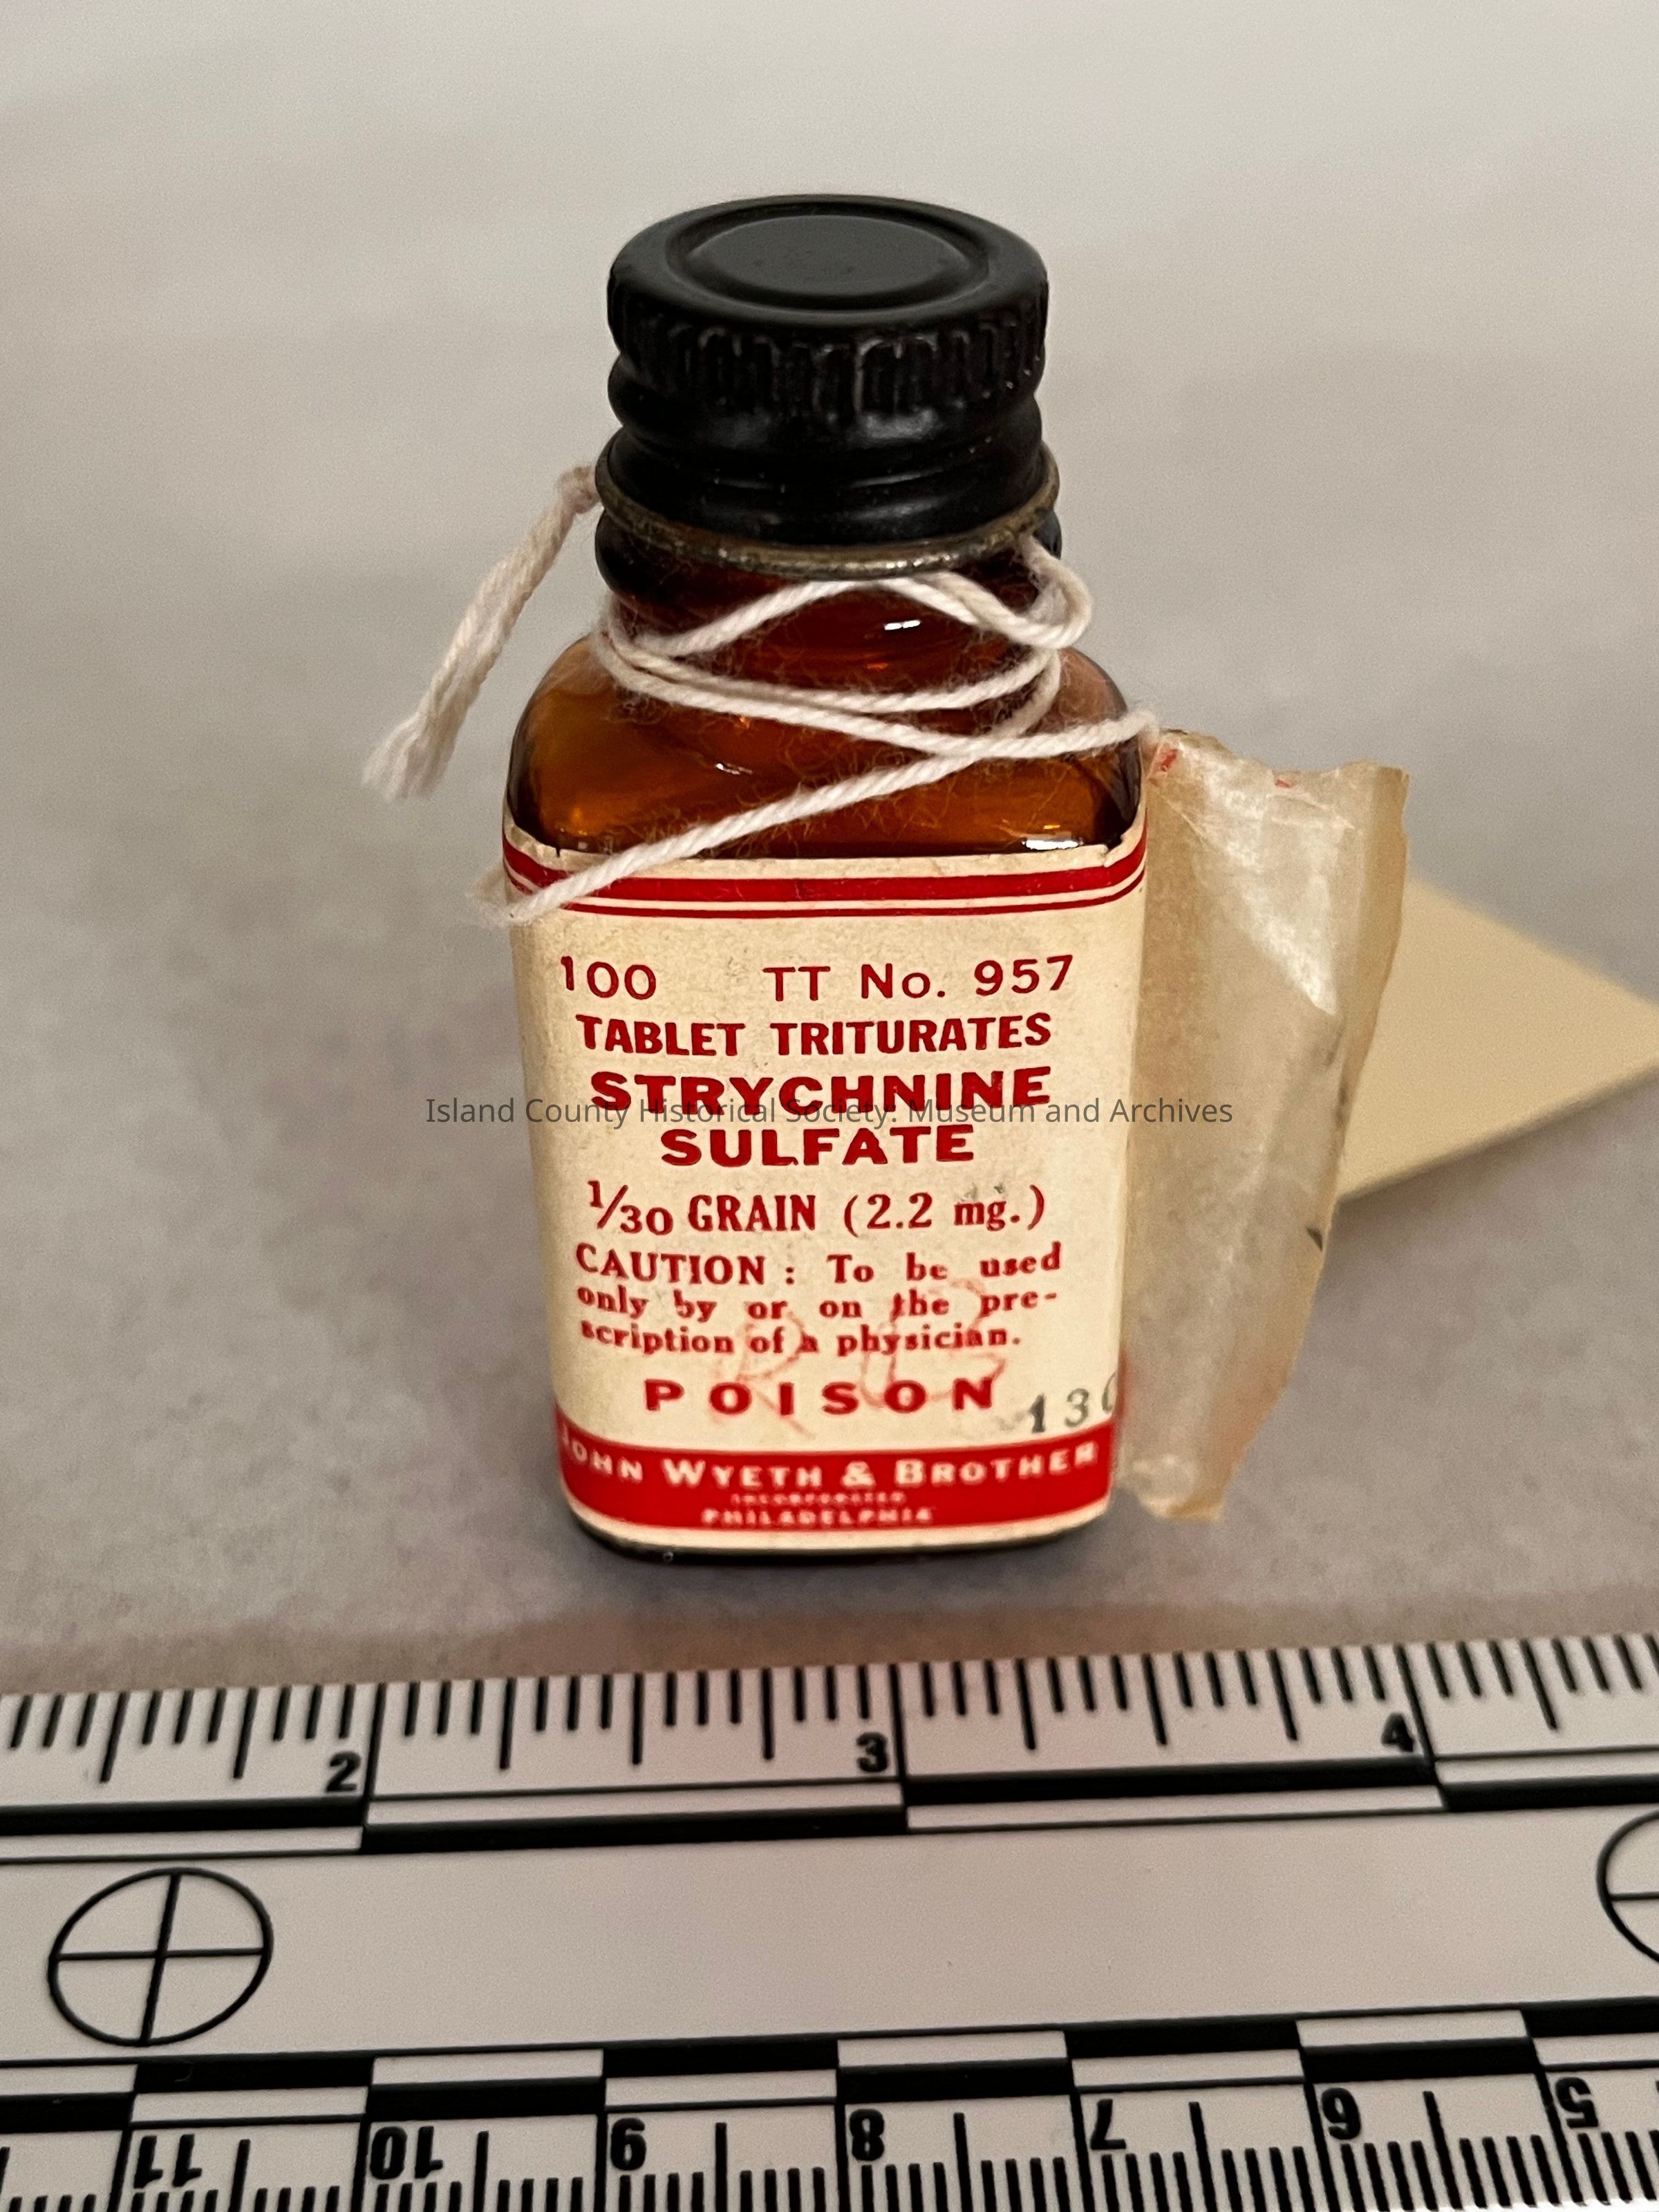 100 TT No. 957
TABLET TRITURATES
STRYCHNINE
Island County Historical Society: Museum and Archives
SULFATE
1/30 GRAIN (2.2 mg.)
CAUTION : To be used
only by or on the pre-
scription of a physician.
POISON
130
JOHN WYETH & BROTHER
INCORPORATED
PHILADELPHIA
2 3 4
11 10 9 8 7 6 5